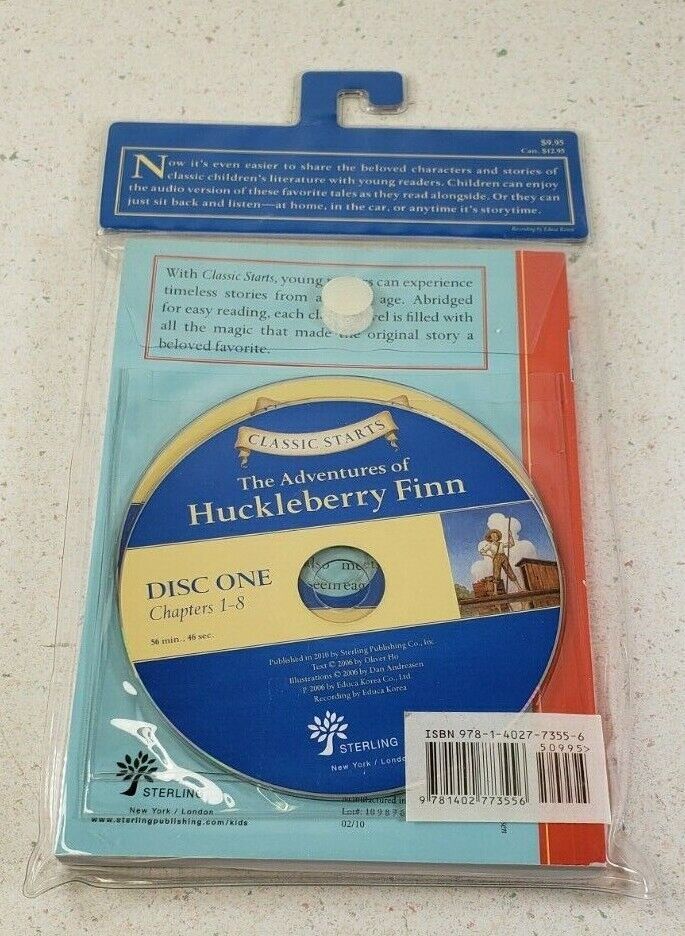 $9.95
Can. $12.95
Now it's even easier to share the beloved characters and stories of
classic children's literature with young readers. Children can enjoy
the audio version of these favorite tales as they read alongside. Or they can
just sit back and listen—at home, in the car, or anytime it's storytime.
Recording by Educa Korea
With Classic Starts, young can experience
timeless stories from a age. Abridged
for easy reading, each is filled with
all the magic that made the original story a
beloved favorite.
CLASSIC STARTS
The Adventures of
Huckleberry Finn
DISC ONE
Chapters 1–8
56 min., 46 sec.
Published in 2010 by Sterling Publishing Co., Inc.
Text © 2006 by Oliver Ho
Illustrations © 2006 by Dan Andreasen
℗ 2006 by Educa Korea Co., Ltd
Recording by Educa Korea
STERLING
New York / Lond
ISBN 978-1-4027-7355-6
50995>
9 781402 773556
STERLING
New York / London
www.sterlingpublishing.com/kids
Lot#:
02/10